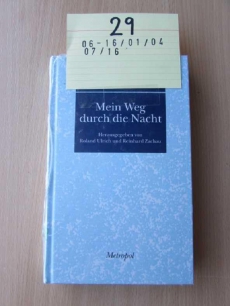 29
06-16/01/04
07/16
Mein Weg
durch die Nacht
Herausgegeben von
Roland Ulrich und Reinhard
Metropol